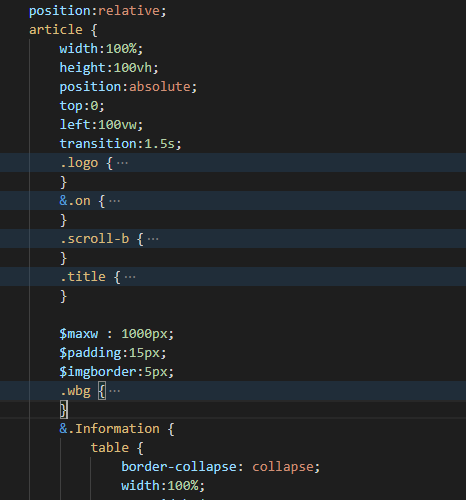 position:relative;
article {
width:100%;
height:100vh;
position:absolute;
top:0;
left:100vw;
transition:1.5s;
.logo {···
}
&.on {···
}
.scroll-b {···
}
.title {···
}
$maxw : 1000px;
$padding:15px;
$imgborder:5px;
.wbg {···
}
&.Information {
table {
border-collapse: collapse;
width:100%;